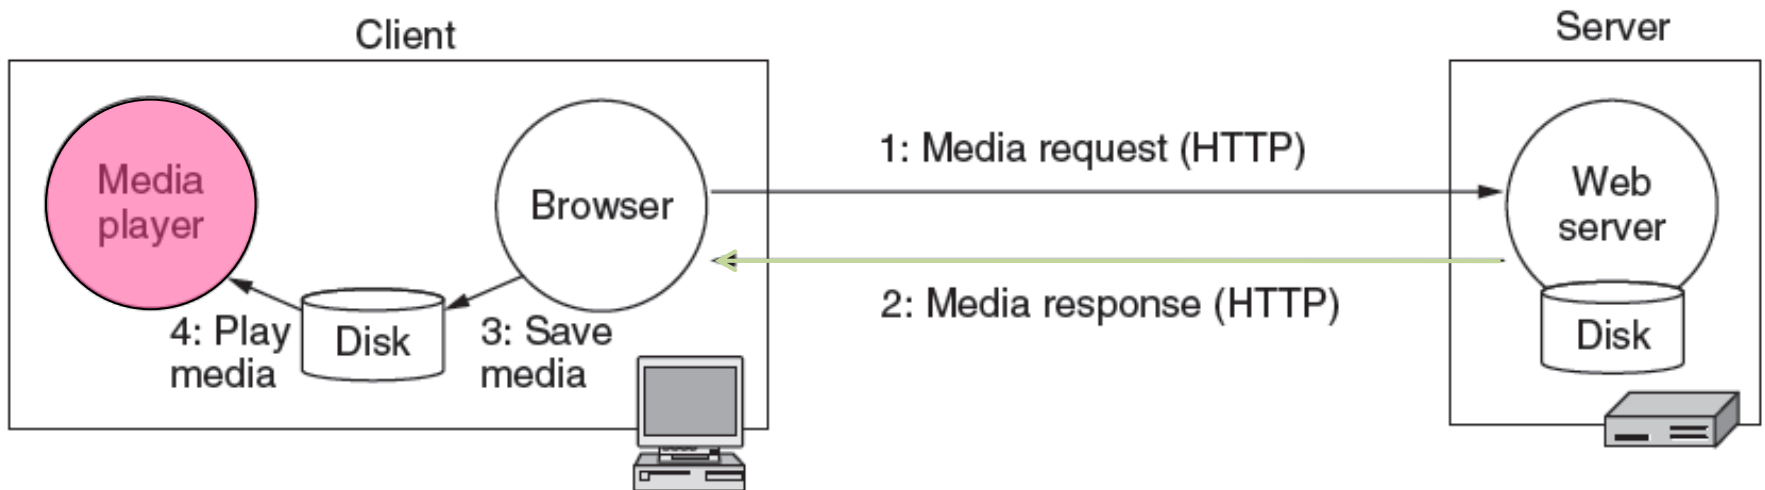 Client
Server
Media
player
Browser
1: Media request (HTTP)
Web
server
2: Media response (HTTP)
4: Play
media
Disk
3: Save
media
Disk